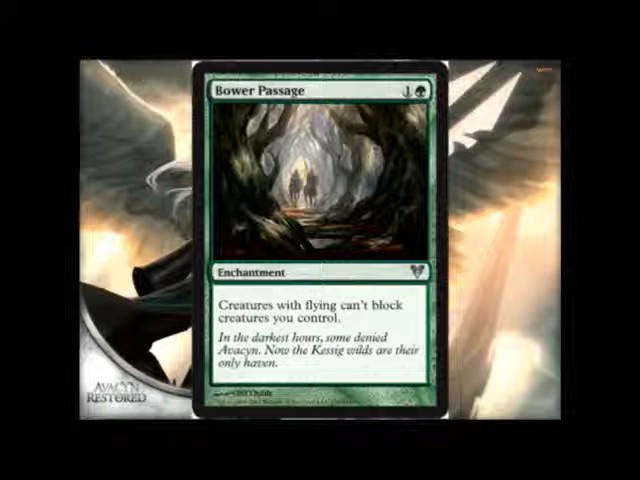 Bower Passage 1
Enchantment
Creatures with flying can't block
creatures you control.
In the darkest hours, some denied
Avacyn. Now the Kessig wilds are their
only haven.
AVACYN
RESTORED